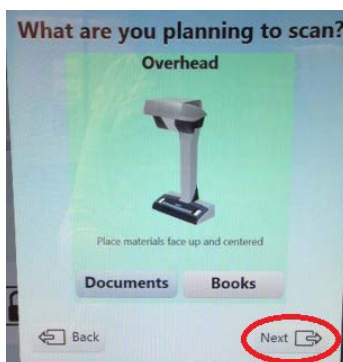 What are you planning to scan?
Overhead
Place materials face up and centered
Documents Books
Back Next